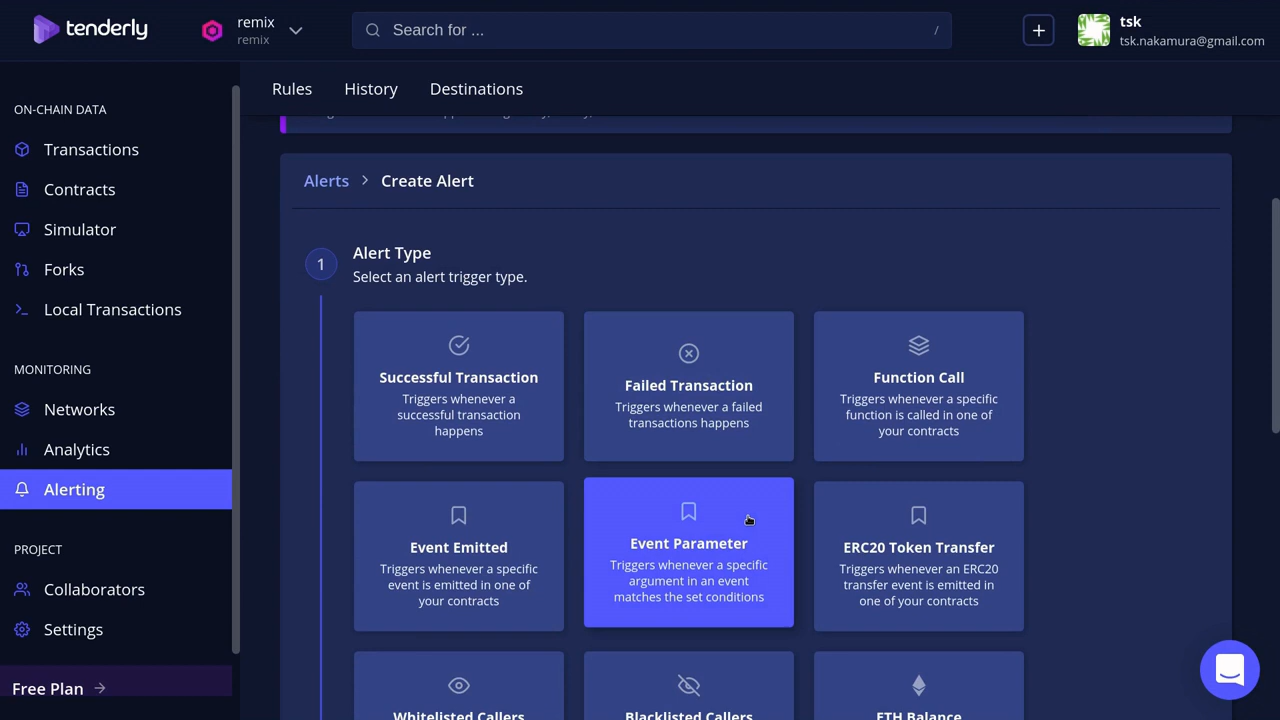 tenderly
remix
remix
Search for ...
/
tsk
tsk.nakamura@gmail.com
Rules
History
Destinations
ON-CHAIN DATA
Transactions
Contracts
Simulator
Forks
Local Transactions
MONITORING
Networks
Analytics
Alerting
PROJECT
Collaborators
Settings
Free Plan
Alerts
Create Alert
1
Alert Type
Select an alert trigger type.
Successful Transaction
Triggers whenever a
successful transaction
happens
Failed Transaction
Triggers whenever a failed
transactions happens
Function Call
Triggers whenever a specific
function is called in one of
your contracts
Event Emitted
Triggers whenever a specific
event is emitted in one of
your contracts
Event Parameter
Triggers whenever a specific
argument in an event
matches the set conditions
ERC20 Token Transfer
Triggers whenever an ERC20
transfer event is emitted in
one of your contracts
Whitelisted Callers
Blacklisted Callers
ETH Balance